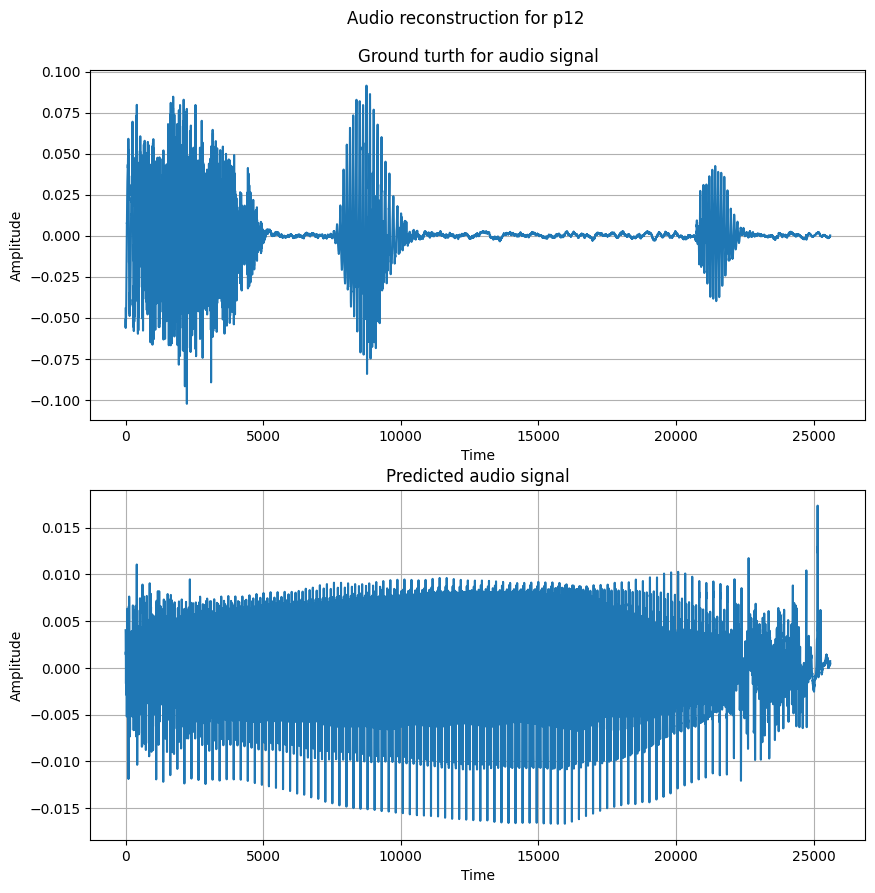 Audio reconstruction for p12
Ground turth for audio signal
0.100
0.075
0.050
0.025
0.000
−0.025
−0.050
−0.075
−0.100
Amplitude
0 5000 10000 15000 20000 25000
Time
Predicted audio signal
0.015
0.010
0.005
0.000
−0.005
−0.010
−0.015
Amplitude
0 5000 10000 15000 20000 25000
Time